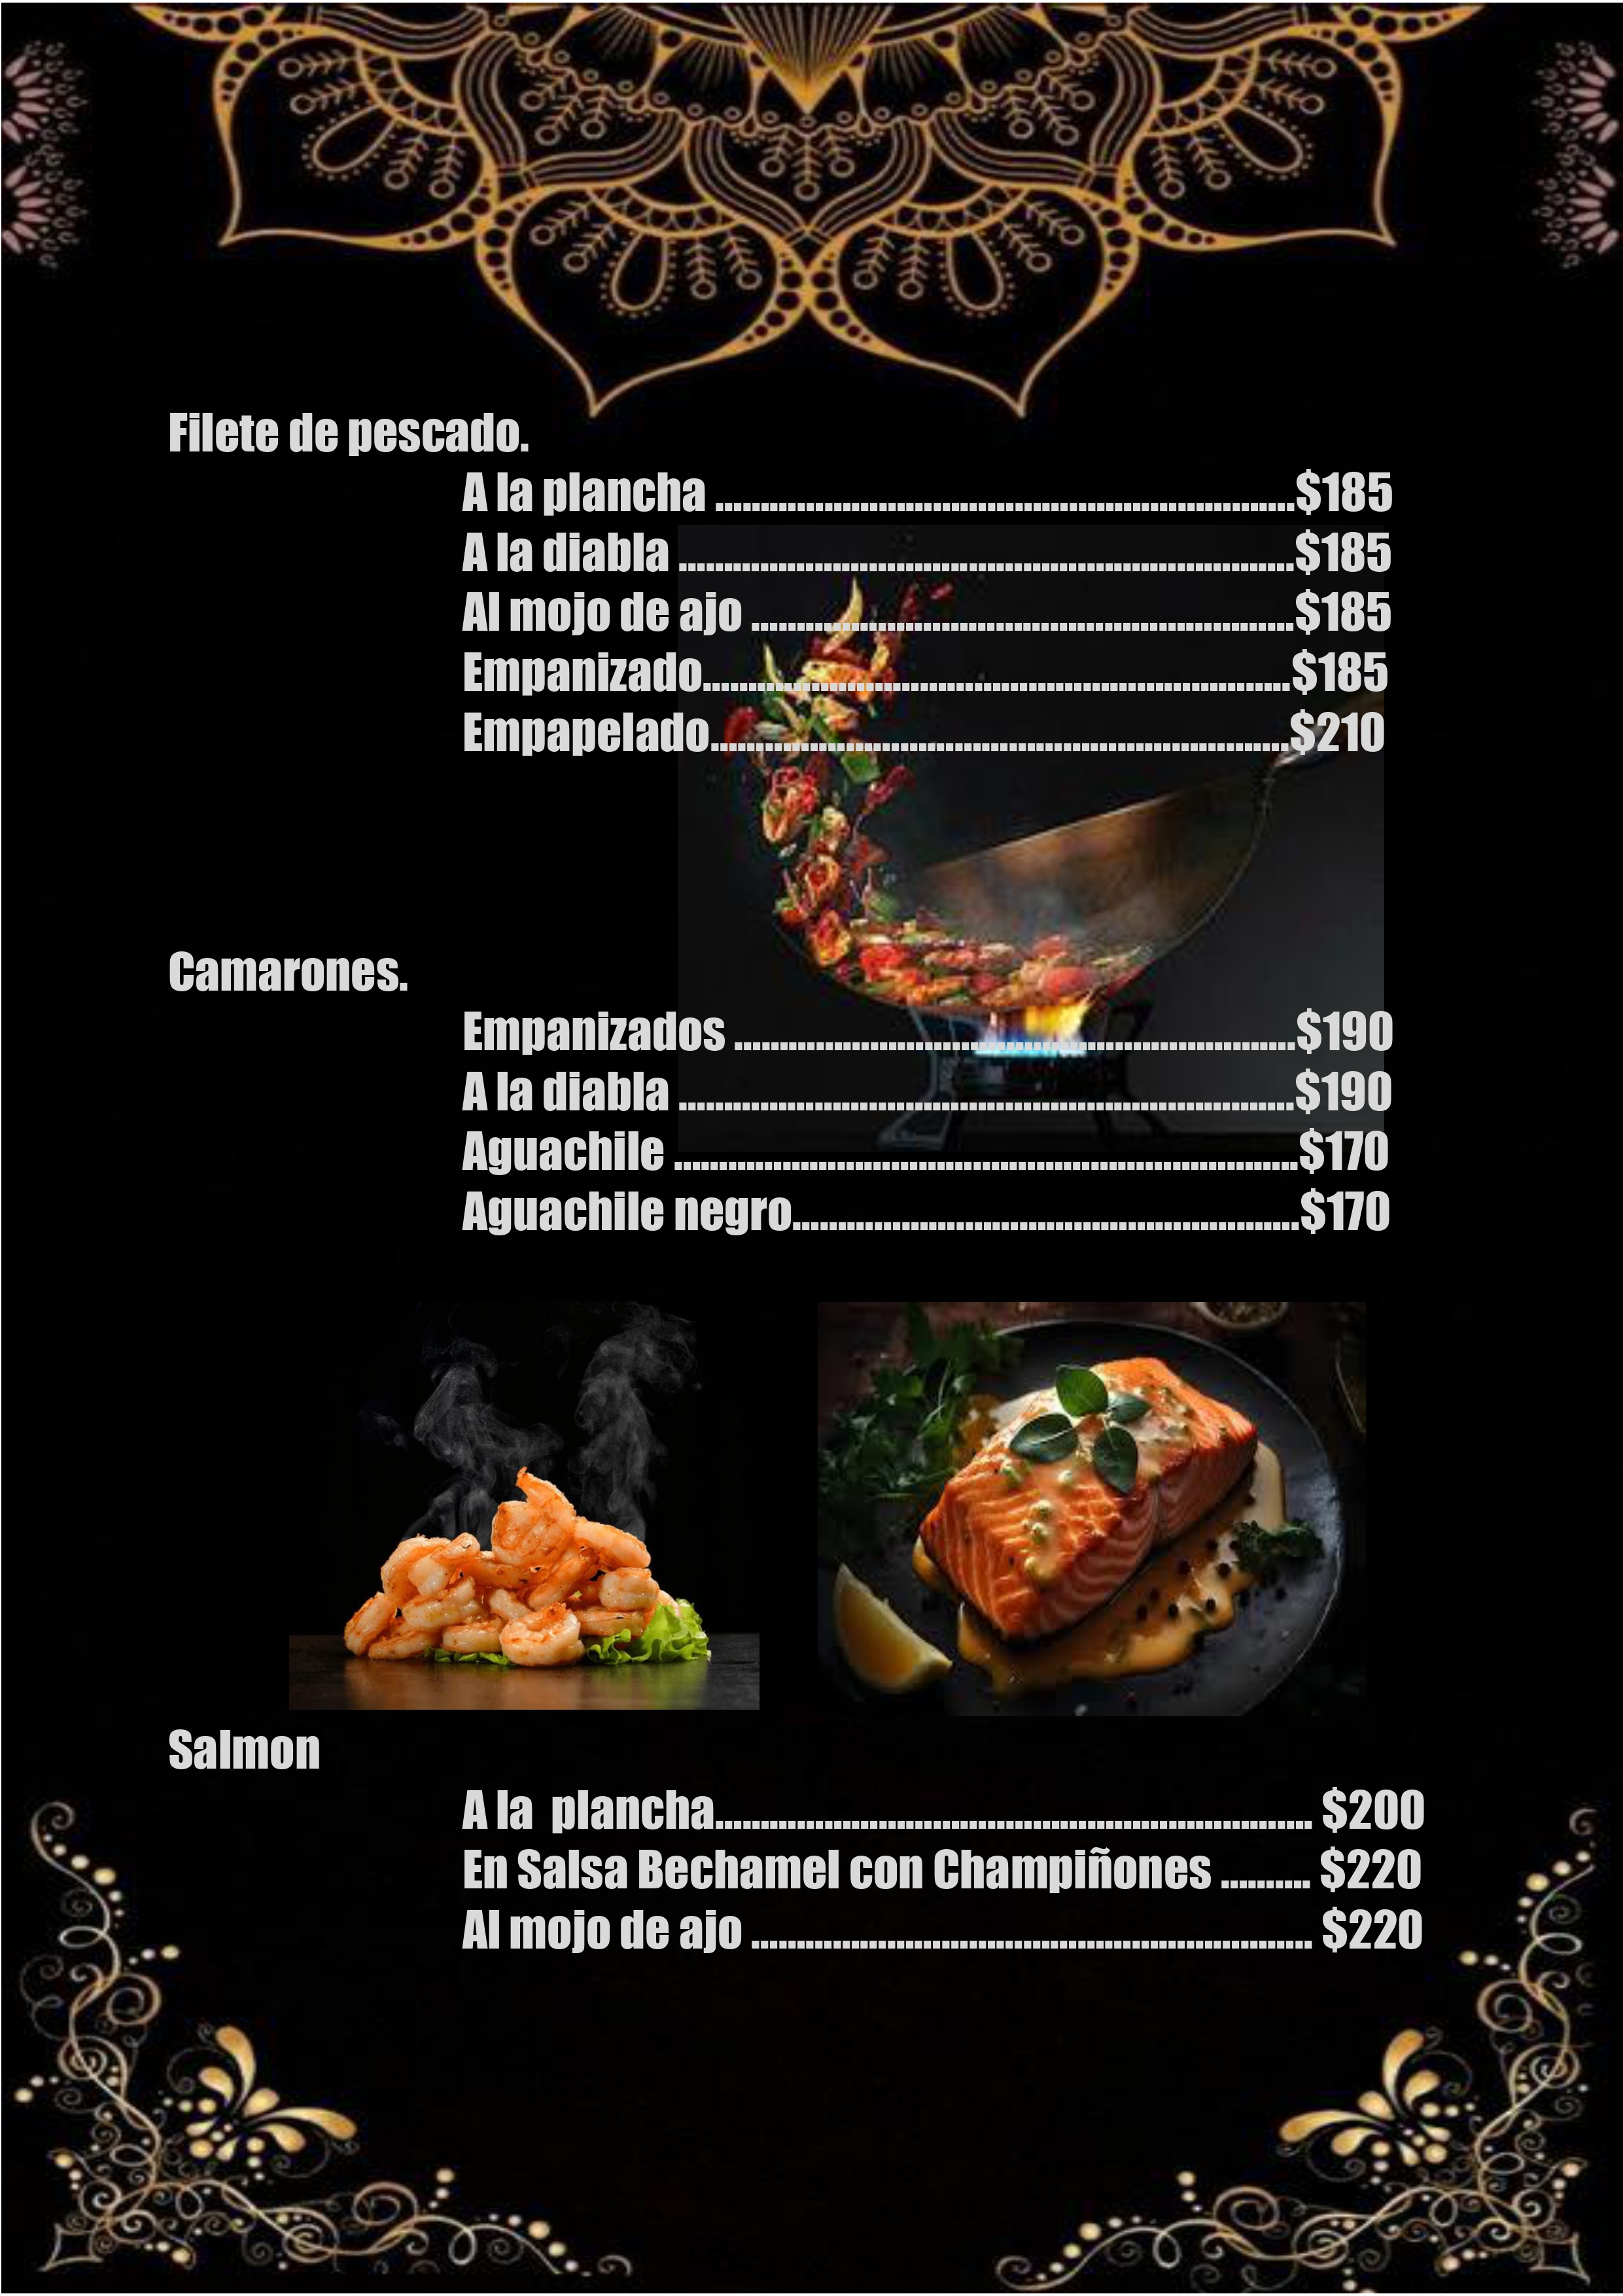 Filete de pescado.
A la plancha ................................................................$185
A la diabla ....................................................................$185
Al mojo de ajo ............................................................$185
Empanizado.................................................................$185
Empapelado................................................................$210
Camarones.
Empanizados ..............................................................$190
A la diabla ....................................................................$190
Aguachile .....................................................................$170
Aguachile negro........................................................$170
Salmon
A la  plancha.................................................................. $200
En Salsa Bechamel con Champiñones .......... $220
Al mojo de ajo .............................................................. $220